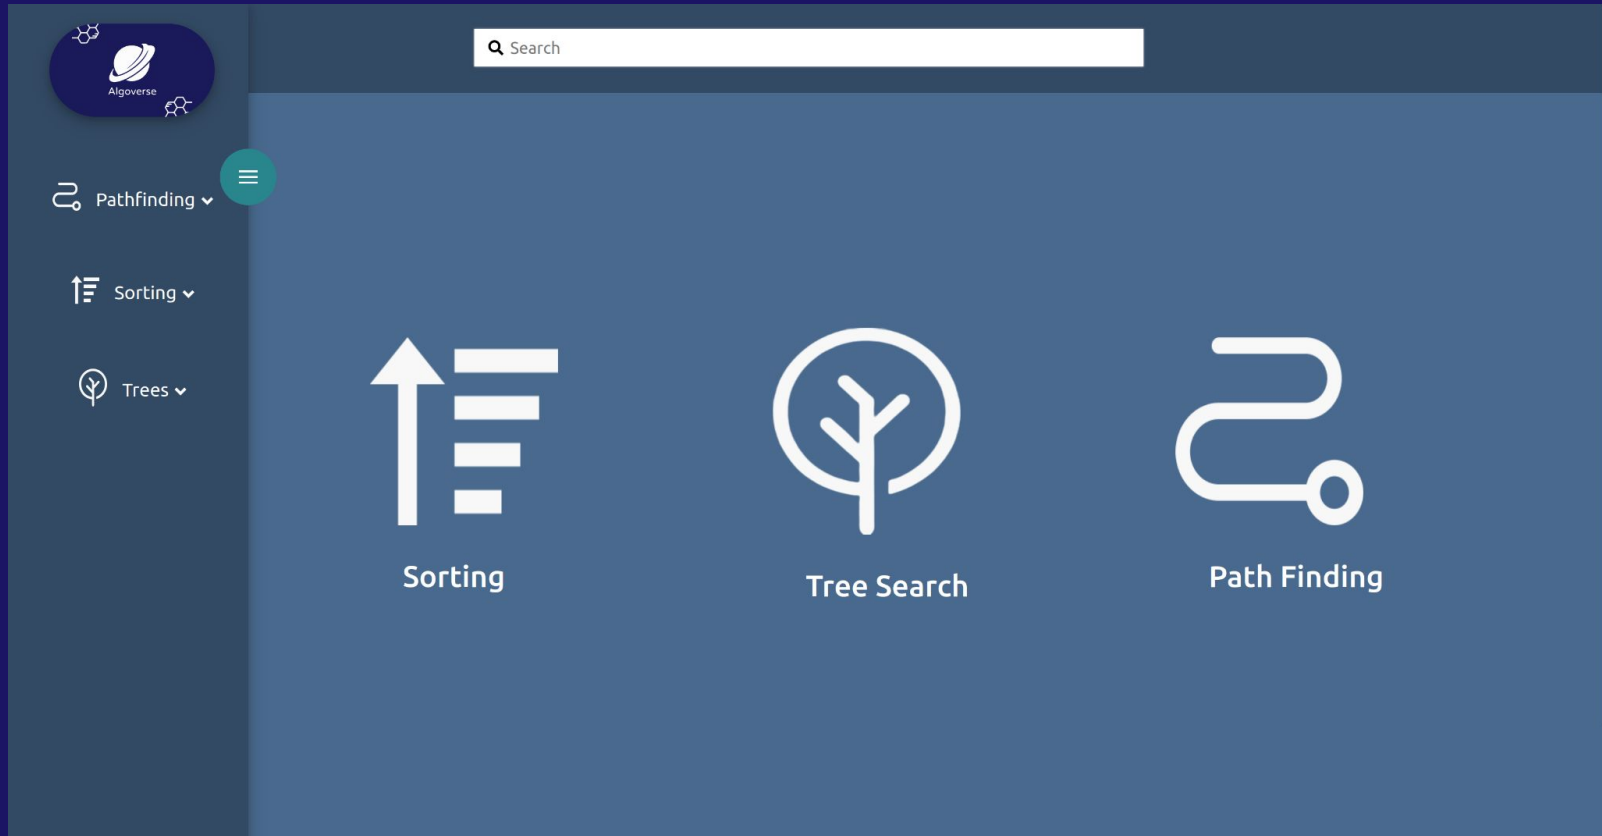 Algoverse
Search
Pathfinding
Sorting
Trees
Sorting
Tree Search
Path Finding